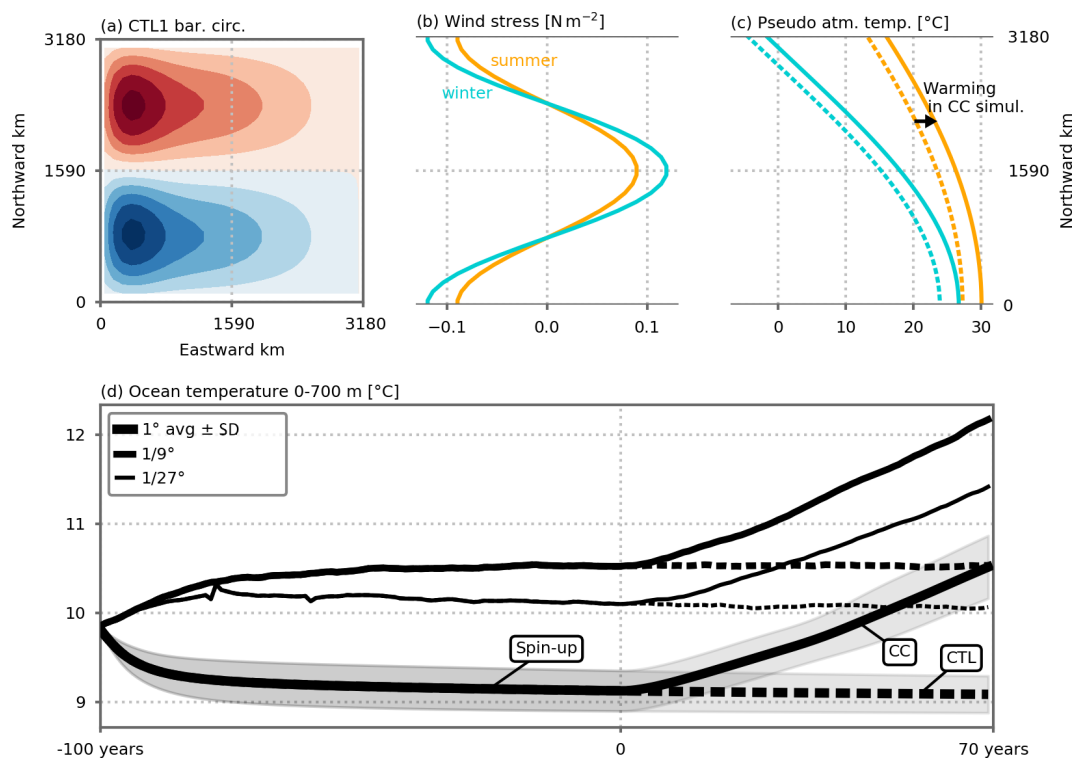 (a) CTL1 bar. circ.
3180
1590
0
Northward km
0
1590
3180
Eastward km
(b) Wind stress [N m−2]
summer
winter
−0.1
0.0
0.1
(c) Pseudo atm. temp. [°C]
Warming
in CC simul.
3180
1590
0
Northward km
0
10
20
30
(d) Ocean temperature 0-700 m [°C]
1° avg ± SD
1/9°
1/27°
12
11
10
9
Spin-up
CC
CTL
-100 years
0
70 years